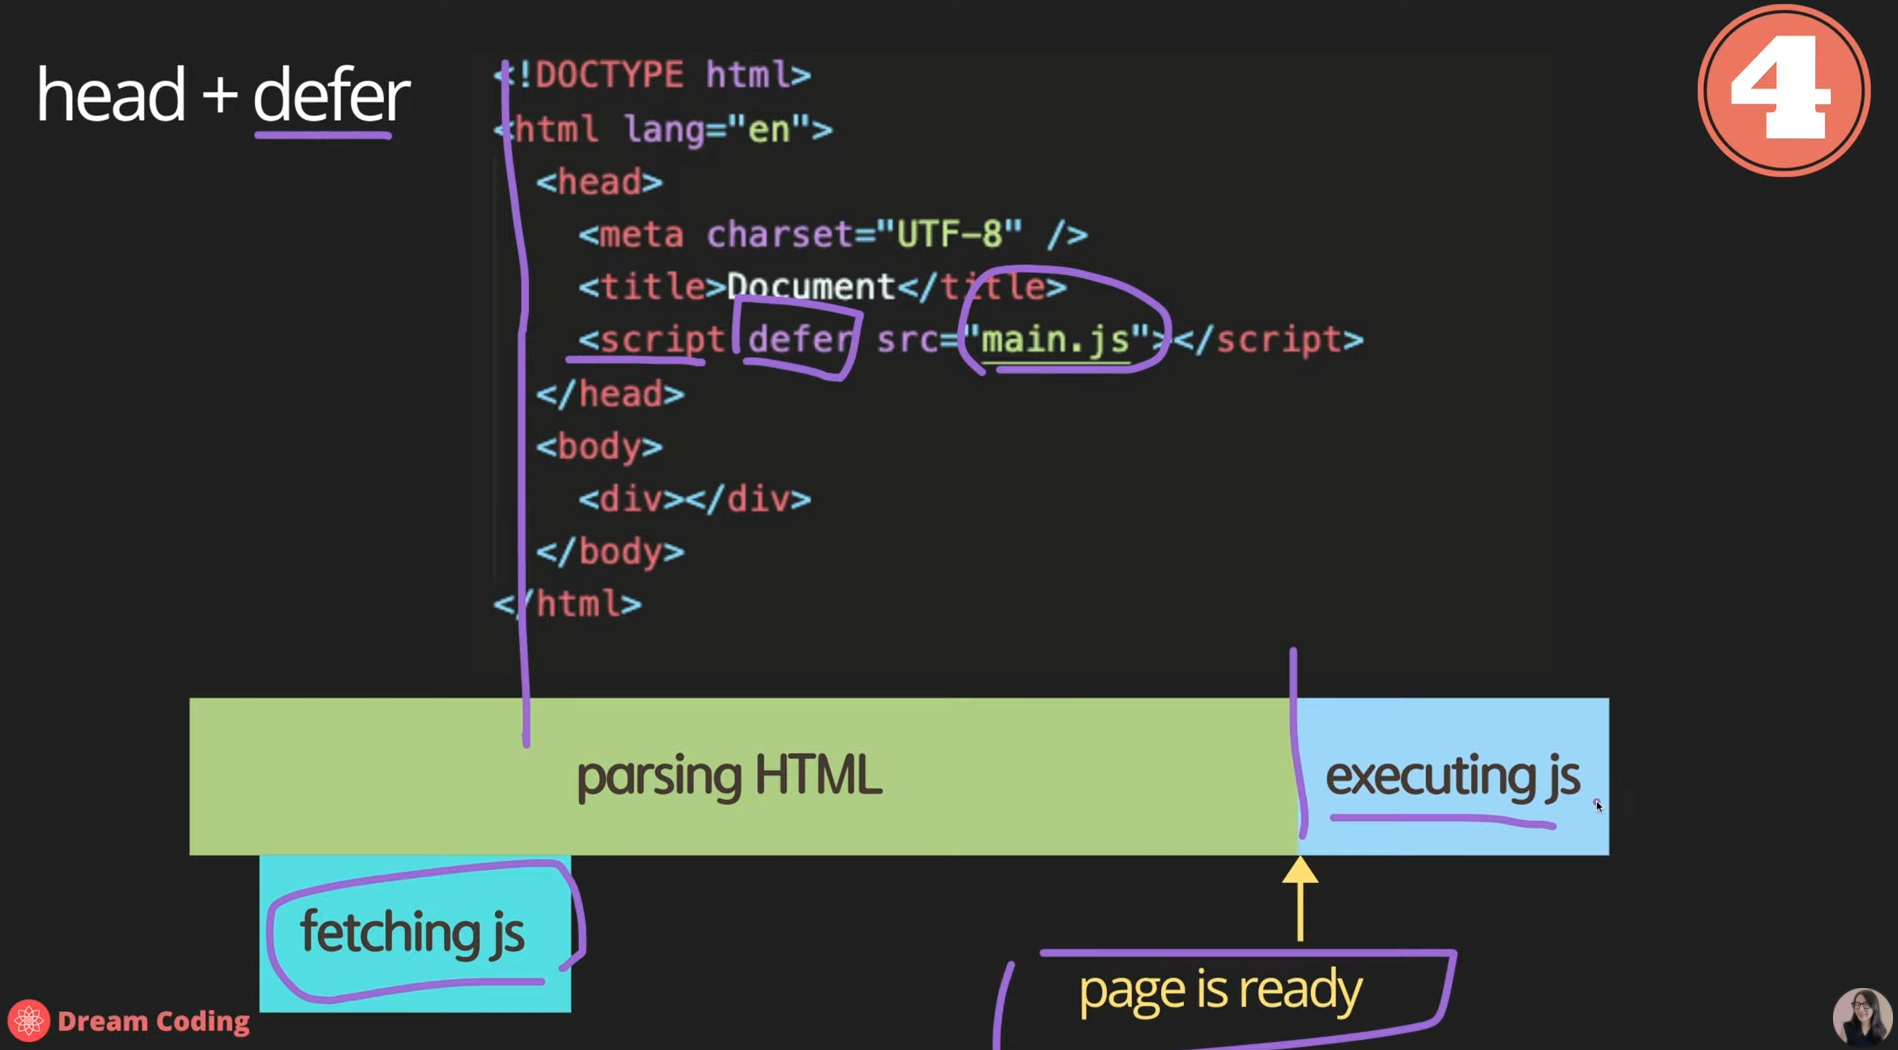 head + defer
4
<!DOCTYPE html>
<html lang="en">
<head>
<meta charset="UTF-8" />
<title>Document</title>
<script defer src="main.js"></script>
</head>
<body>
<div></div>
</body>
</html>
parsing HTML
executing js
fetching js
page is ready
Dream Coding